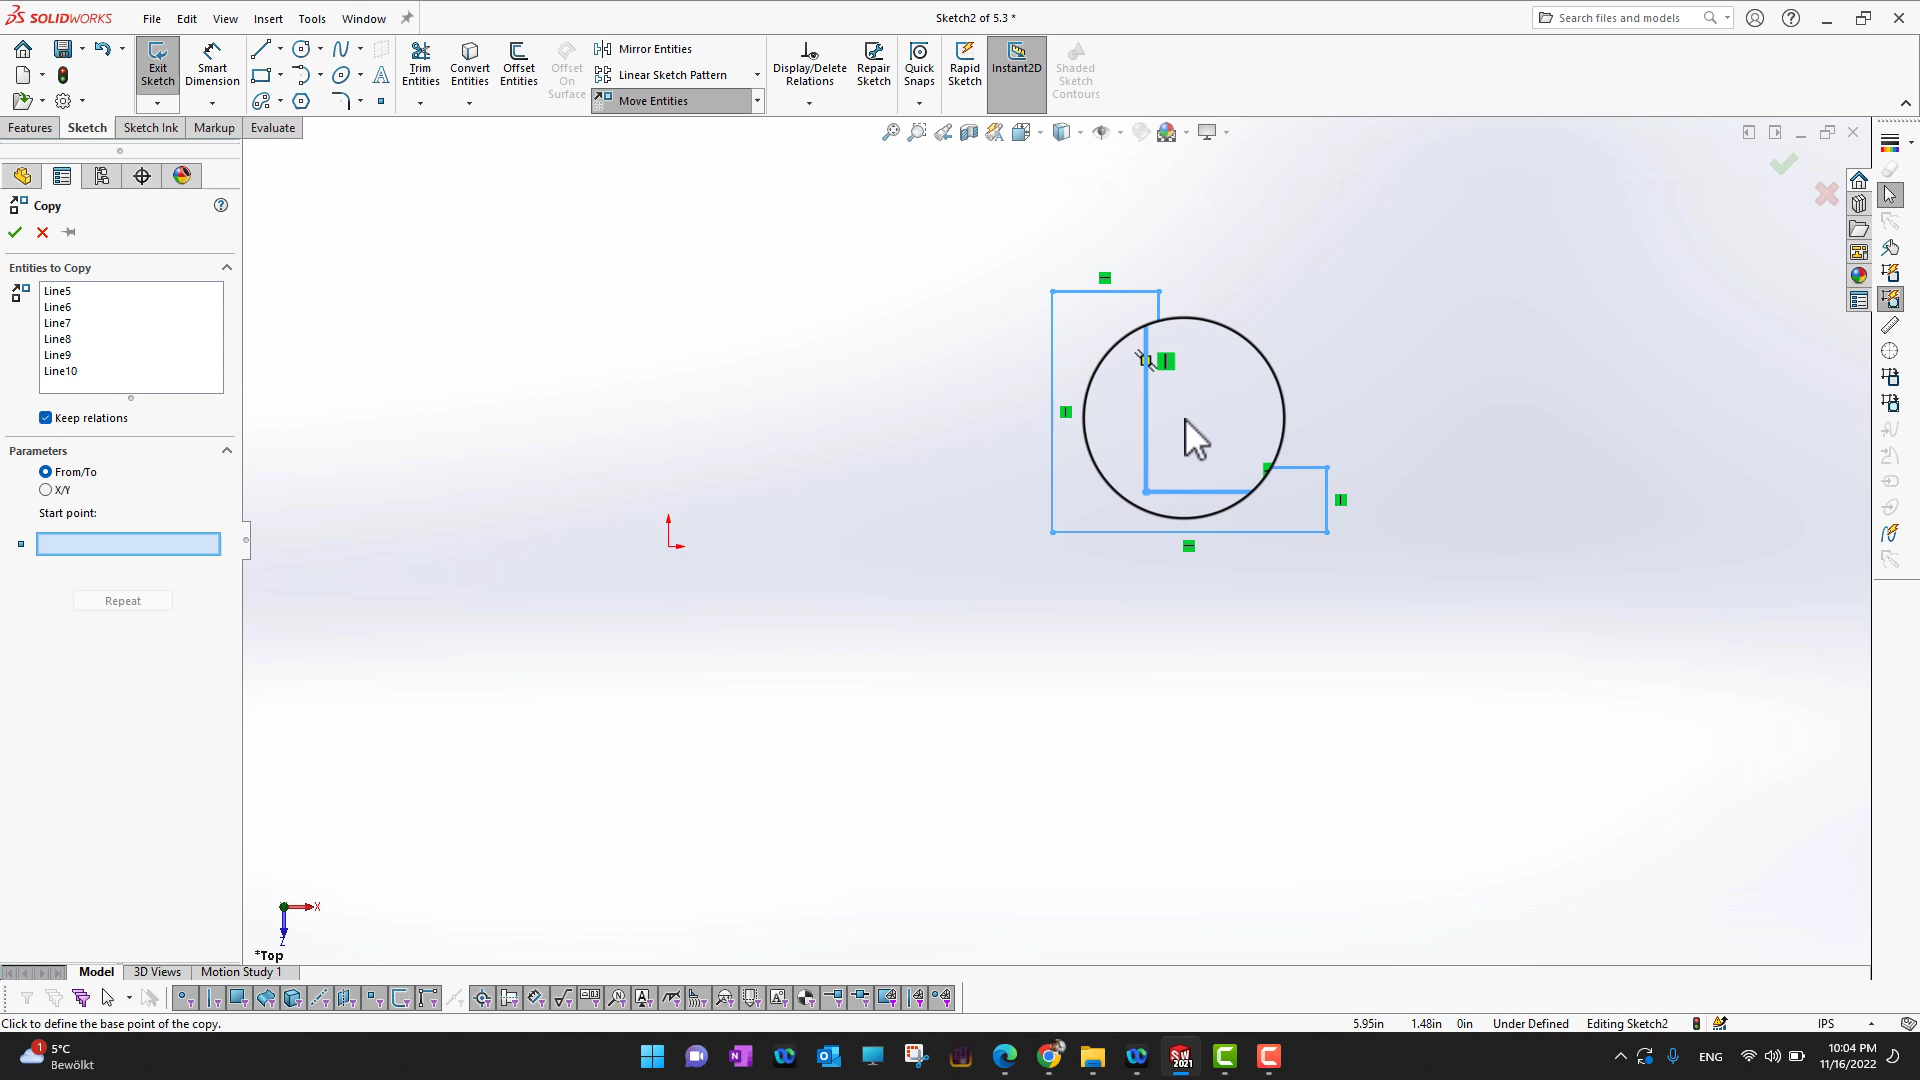 SOLIDWORKS
File Edit View Insert Tools Window
Sketch2 of 5.3 *
Search files and models
Exit Sketch
Smart Dimension
Trim Entities
Convert Entities
Offset Entities
Offset On Surface
Mirror Entities
Linear Sketch Pattern
Move Entities
Display/Delete Relations
Repair Sketch
Quick Snaps
Rapid Sketch
Instant2D
Shaded Sketch Contours
Features Sketch Sketch Ink Markup Evaluate
Copy
Entities to Copy
Line5
Line6
Line7
Line8
Line9
Line10
Keep relations
Parameters
From/To
X/Y
Start point:
Repeat
X
Z
*Top
Model 3D Views Motion Study 1
Click to define the base point of the copy.
5.95in 1.48in 0in Under Defined Editing Sketch2 IPS
1
5°C
Bewölkt
SW 2021
ENG
10:04 PM
11/16/2022